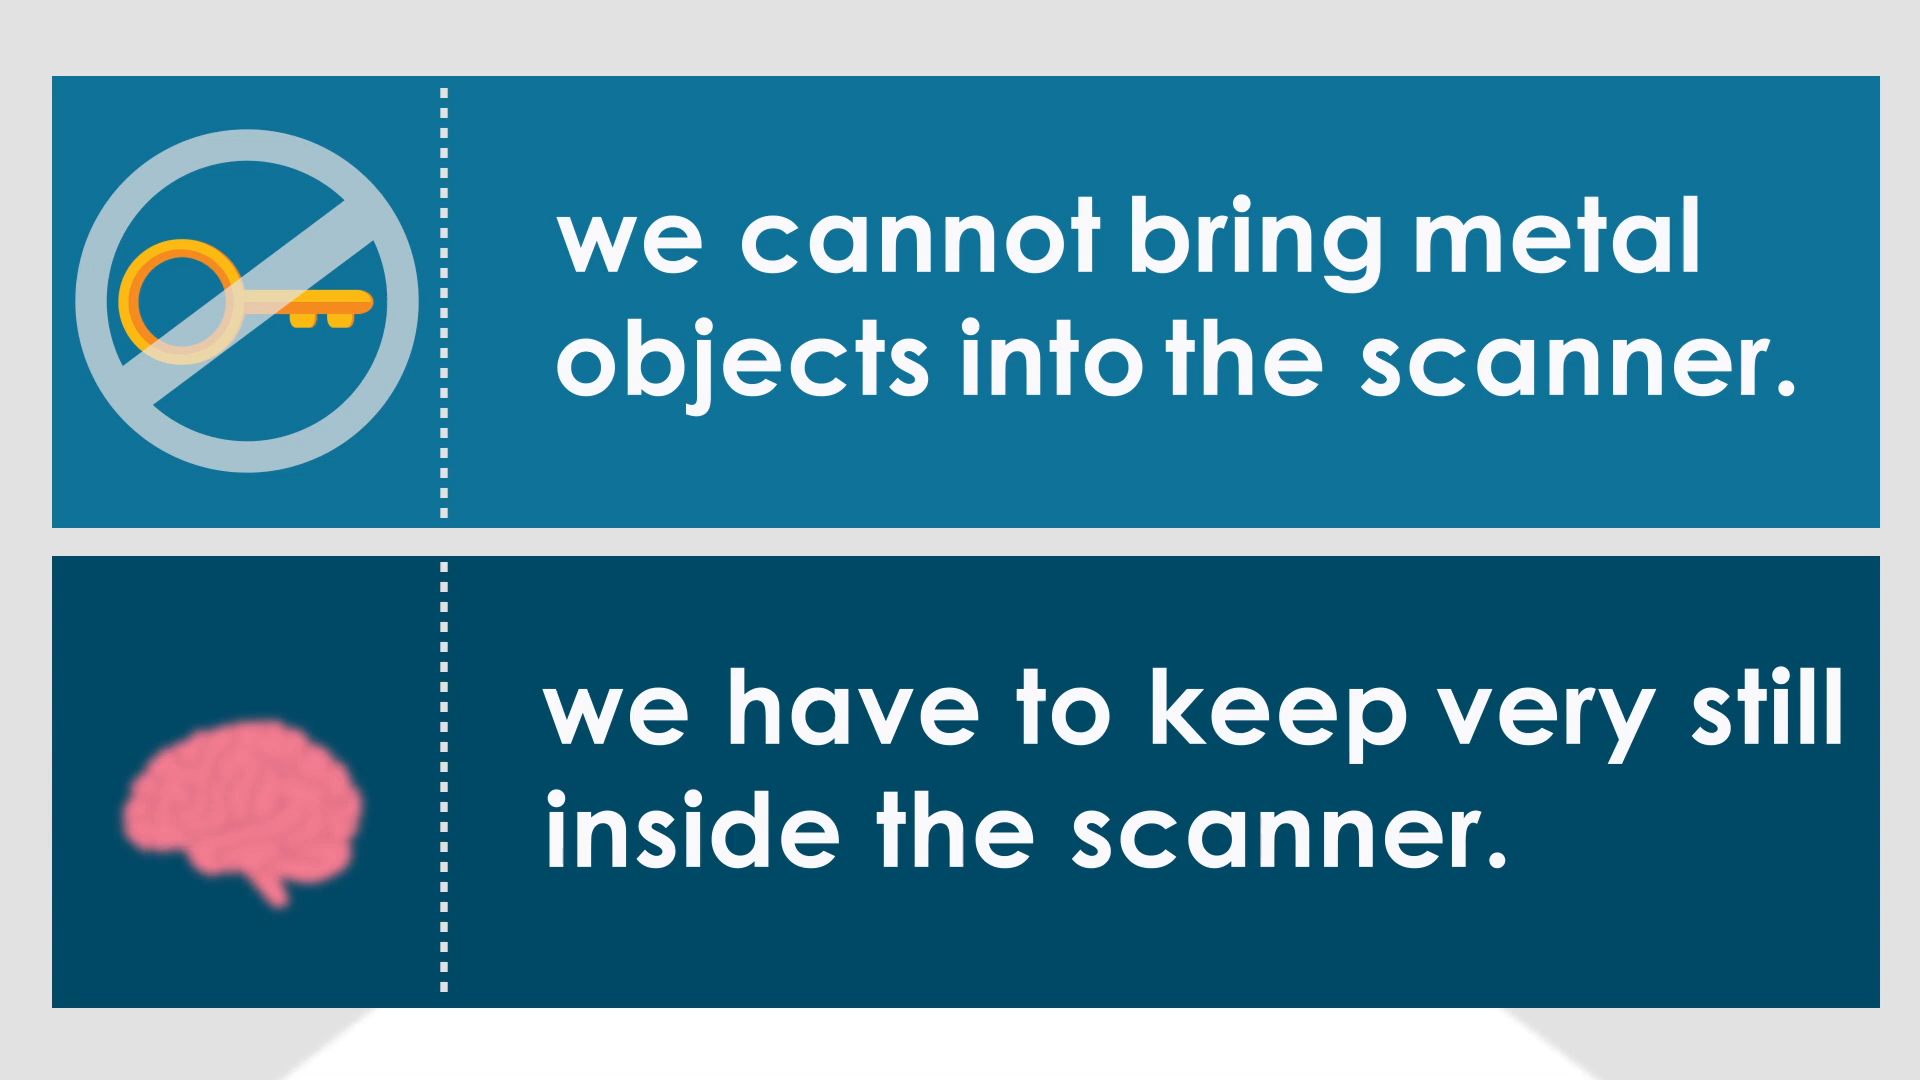 we cannot bring metal
objects into the scanner.
we have to keep very still
inside the scanner.